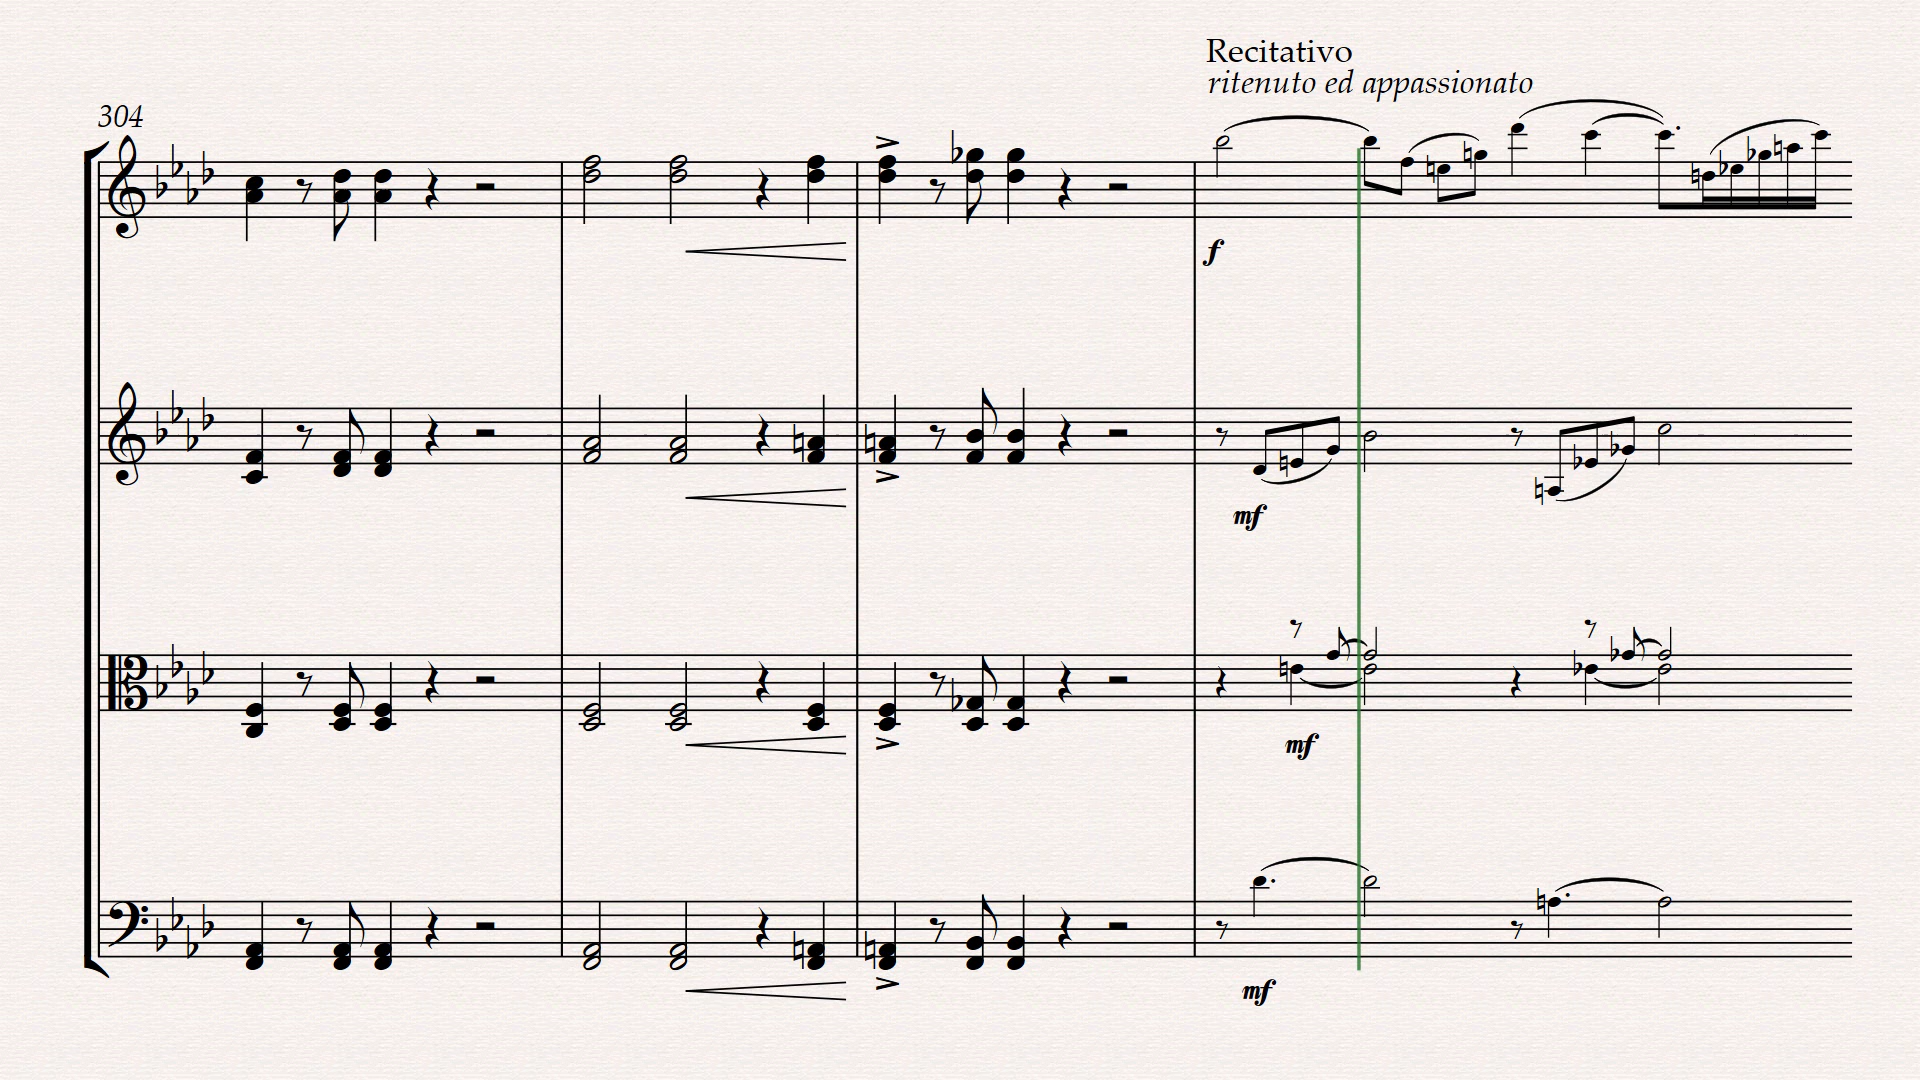 Recitativo
ritenuto ed appassionato
304
f
mf
mf
mf